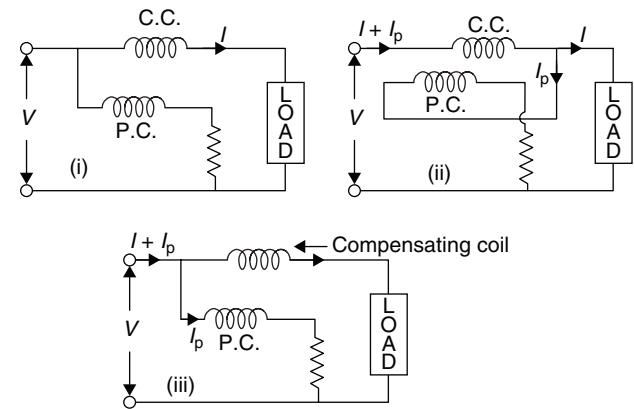 C.C.
I
V
P.C.
LOAD
(i)
I + Ip
C.C.
I
Ip
V
P.C.
LOAD
(ii)
I + Ip
Compensating coil
V
Ip
P.C.
LOAD
(iii)